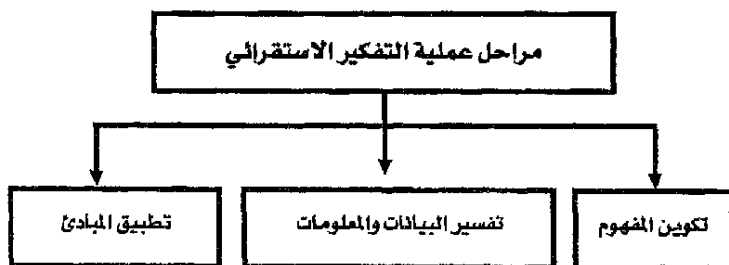 مراحل عملية التفكير الاستقرائي
تكوين المفهوم
تفسير البيانات والمعلومات
تطبيق المبادئ